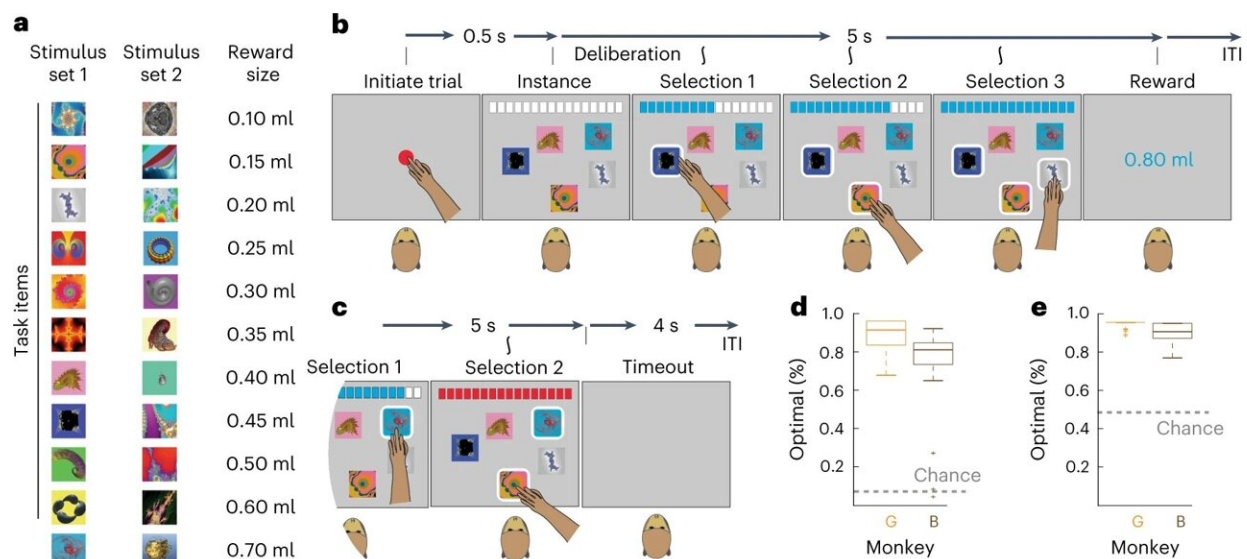 a
Stimulus set 1
Stimulus set 2
Reward size
Task items
0.10 ml
0.15 ml
0.20 ml
0.25 ml
0.30 ml
0.35 ml
0.40 ml
0.45 ml
0.50 ml
0.60 ml
0.70 ml
b
0.5 s
5 s
ITI
Deliberation
Initiate trial
Instance
Selection 1
Selection 2
Selection 3
Reward
0.80 ml
c
5 s
4 s
ITI
Selection 1
Selection 2
Timeout
d
Optimal (%)
1.0
0.8
0.6
0.4
0.2
Chance
G
B
Monkey
e
Optimal (%)
1.0
0.8
0.6
0.4
0.2
Chance
G
B
Monkey